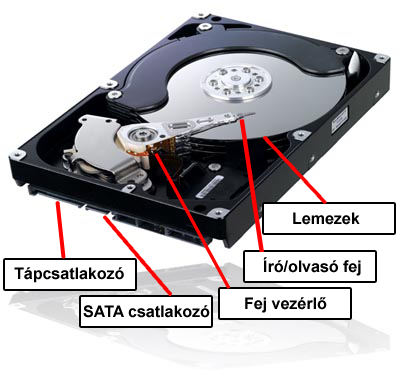 Lemezek
Író/olvasó fej
Tápcsatlakozó
Fej vezérlő
SATA csatlakozó